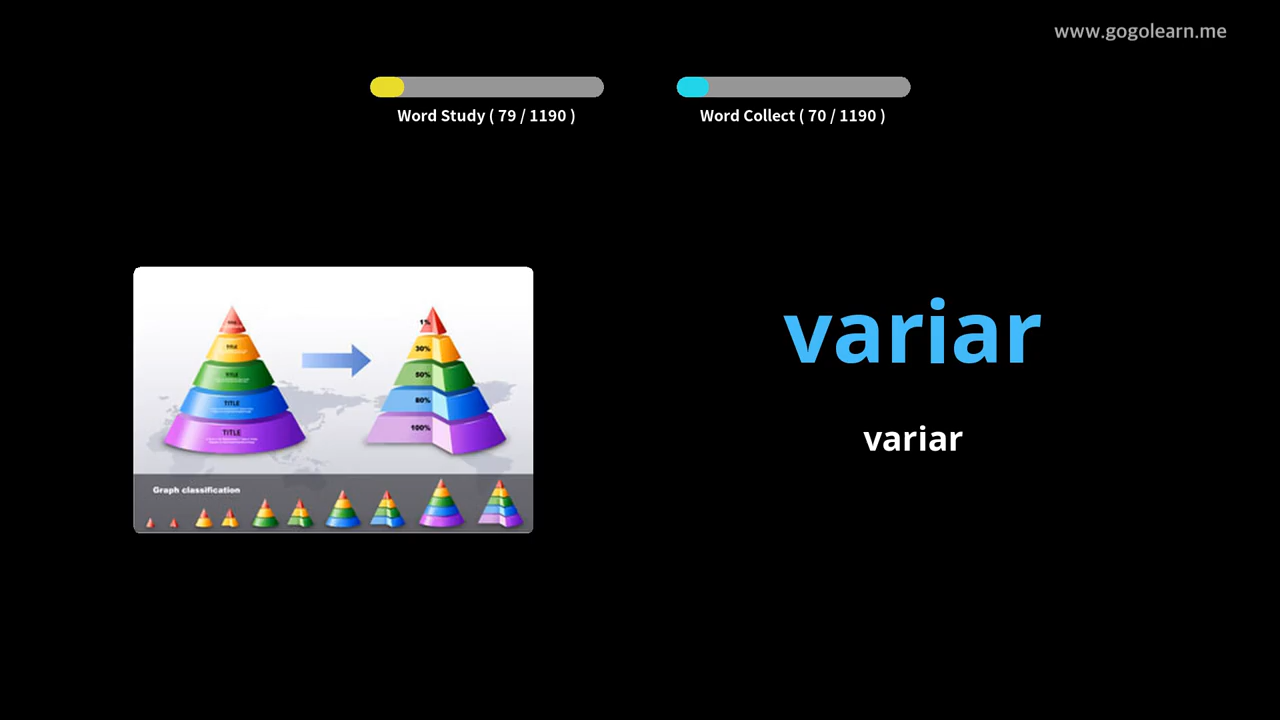 www.gogolearn.me
Word Study ( 79 / 1190 )
Word Collect ( 70 / 1190 )
variar
variar
TITLE
TITLE
TITLE
TITLE
1%
30%
50%
80%
100%
Graph classification